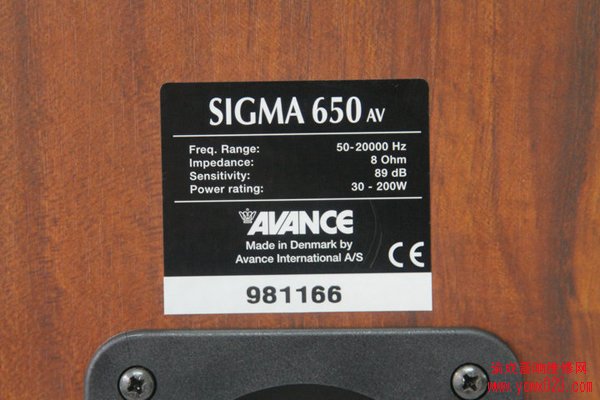 SIGMA 650 AV
Freq. Range: 50-20000 Hz
Impedance: 8 Ohm
Sensitivity: 89 dB
Power rating: 30 - 200W
AVANCE
Made in Denmark by
Avance International A/S
CE
981166